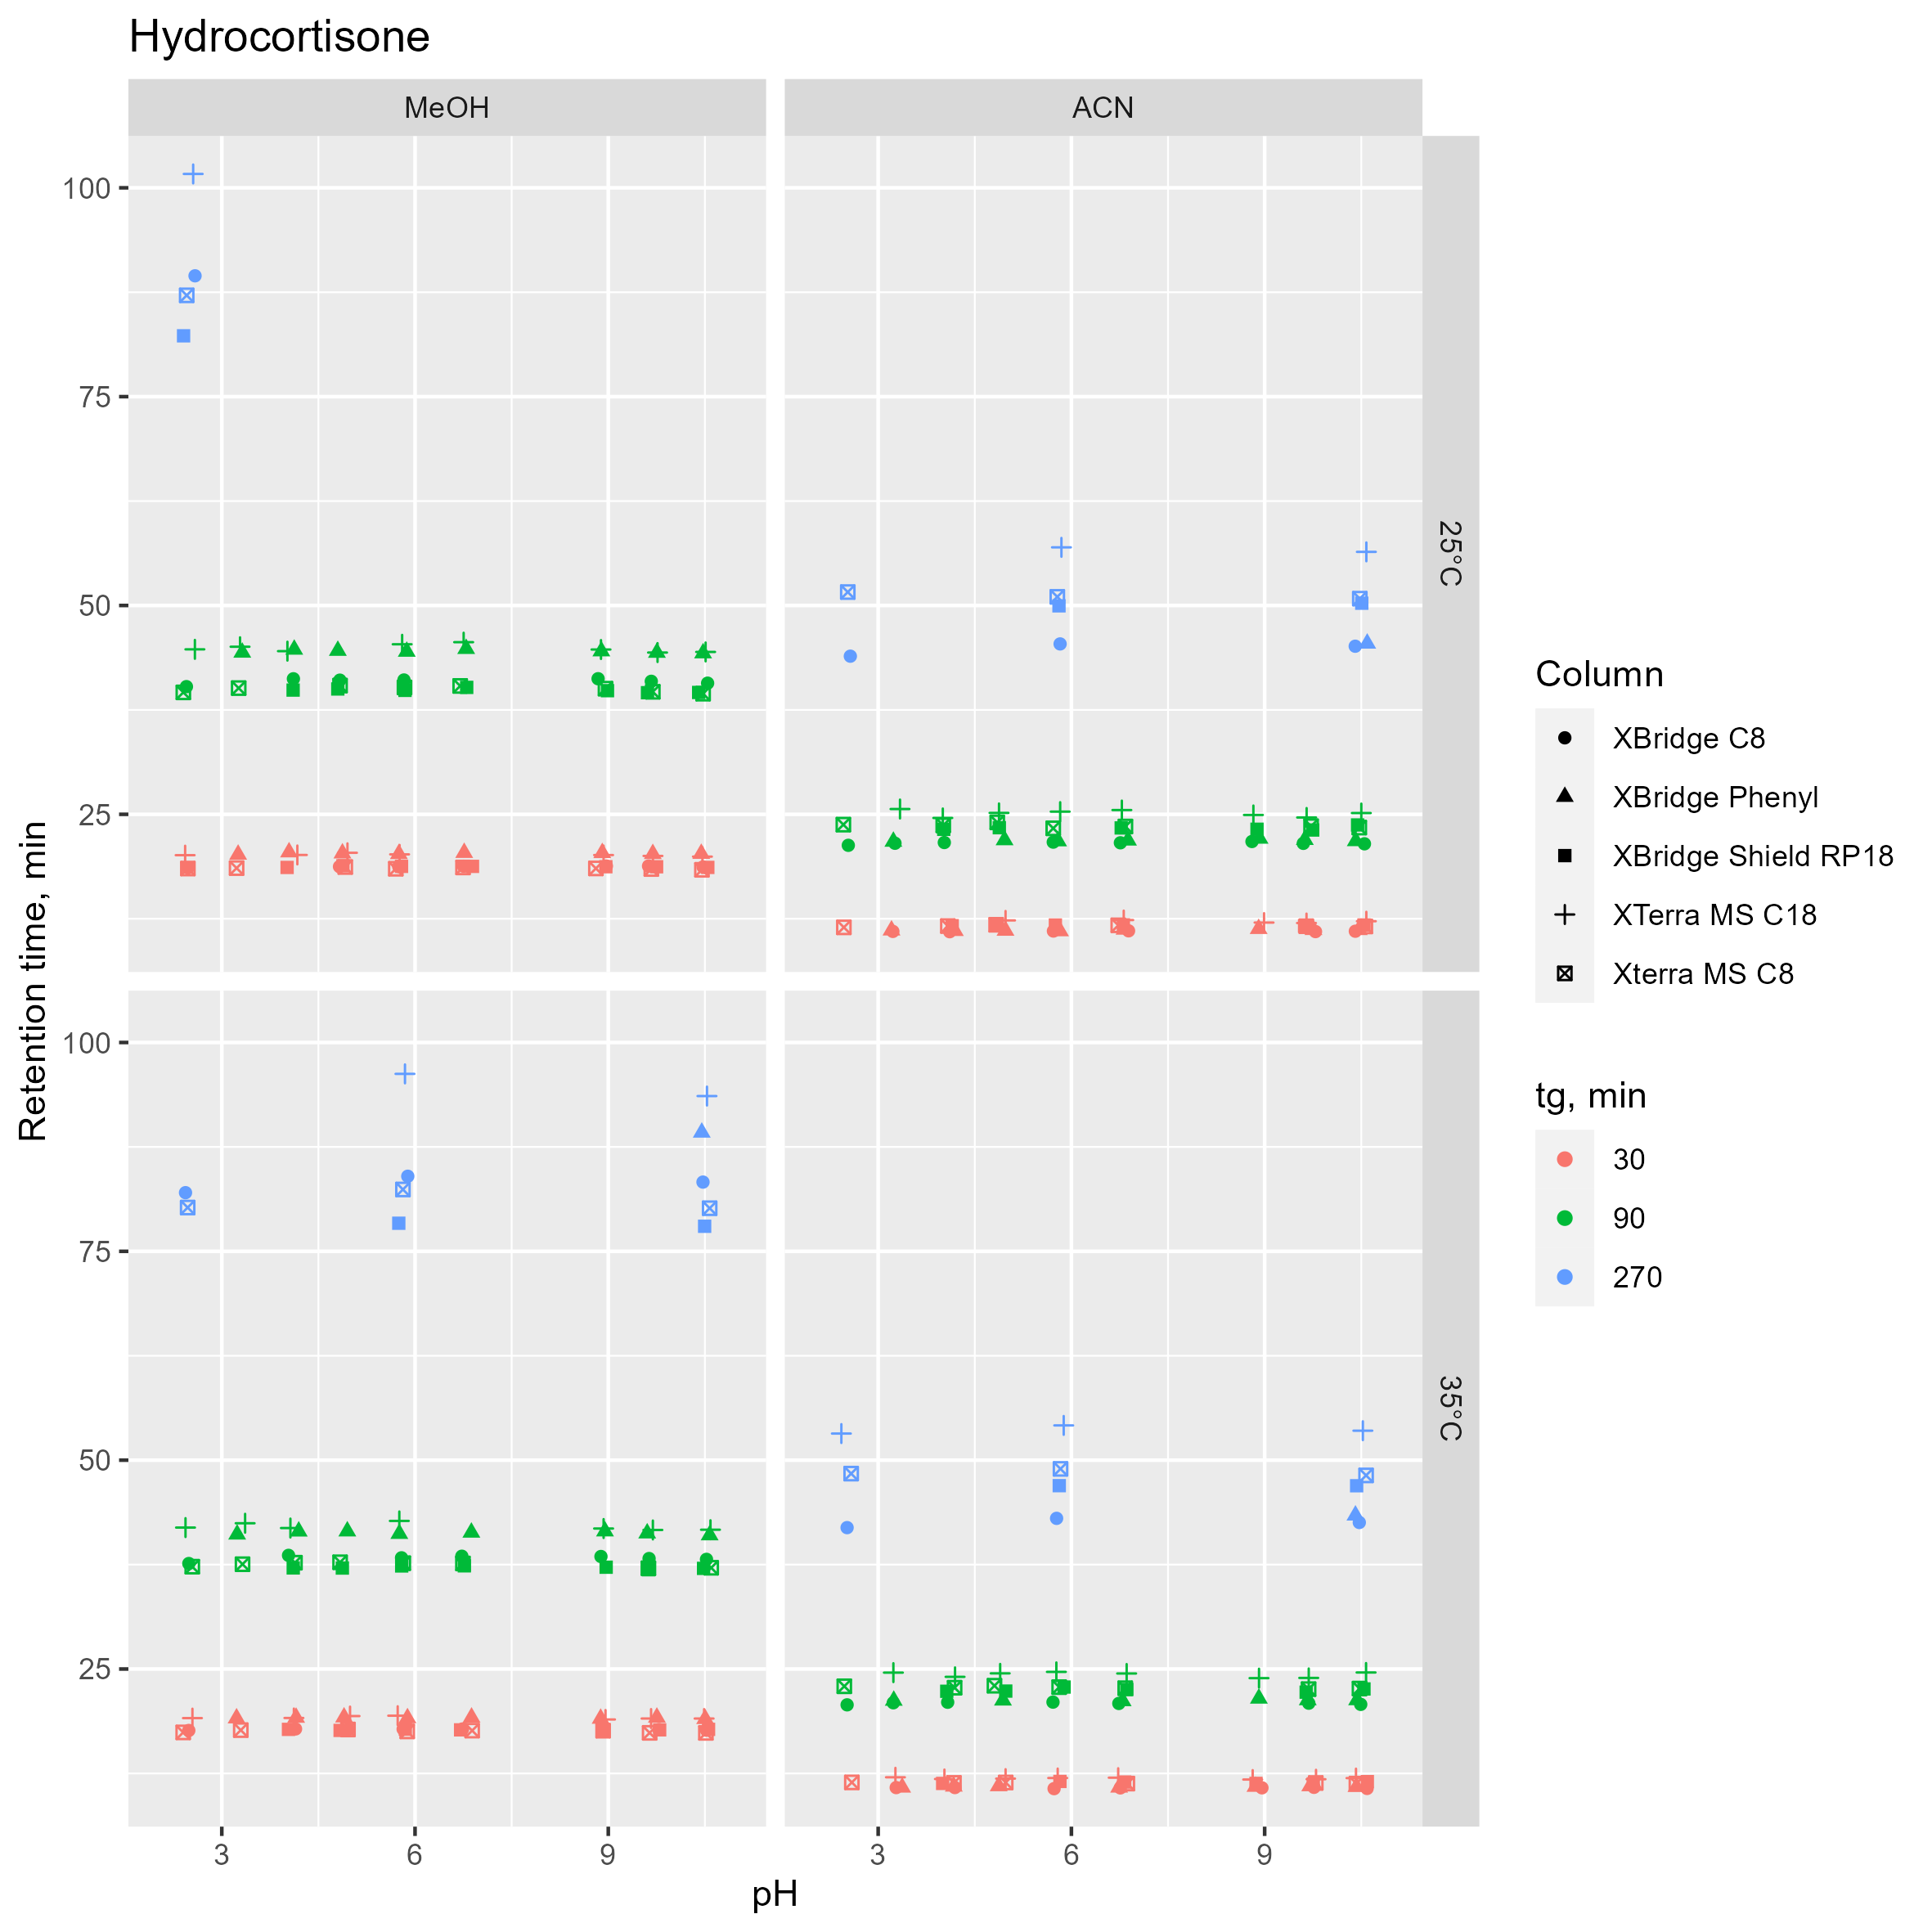 Hydrocortisone
MeOH
ACN
100
75
50
25
25°C
100
75
50
25
35°C
3
6
9
3
6
9
pH
Retention time, min
Column
XBridge C8
XBridge Phenyl
XBridge Shield RP18
XTerra MS C18
Xterra MS C8
tg, min
30
90
270